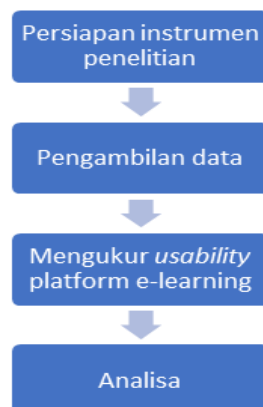 Persiapan instrumen
penelitian
Pengambilan data
Mengukur usability
platform e-learning
Analisa